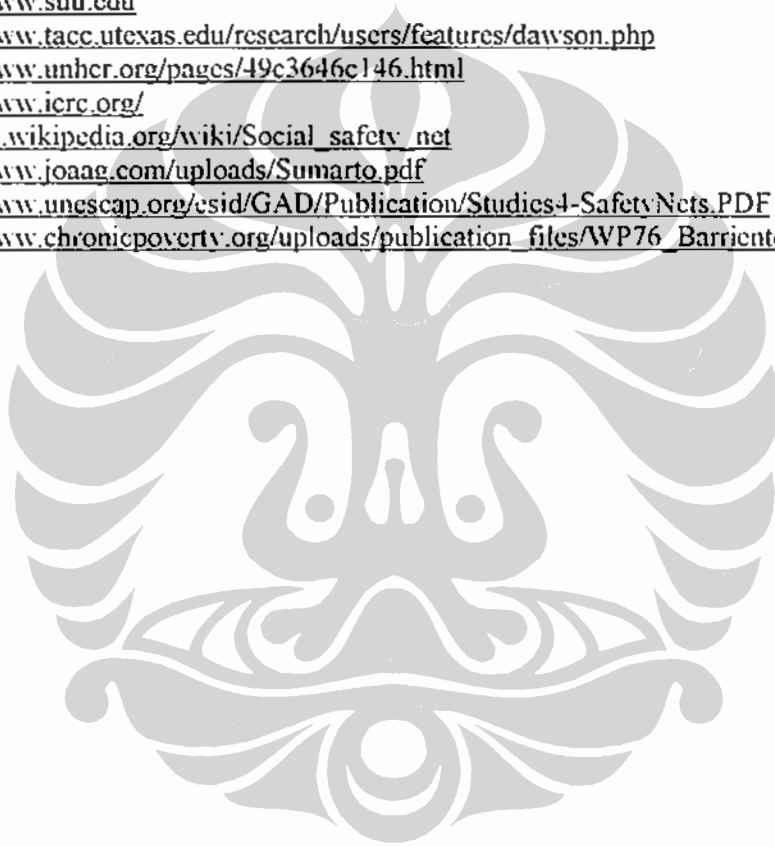 ww.suu.edu
ww.tacc.utexas.edu/research/users/features/dawson.php
ww.unhcr.org/pages/49c3646c146.html
ww.icrc.org/
.wikipedia.org/wiki/Social_safety_net
ww.joaag.com/uploads/Sumarto.pdf
ww.unescap.org/esid/GAD/Publication/Studies4-SafetyNets.PDF
ww.chronicpoverty.org/uploads/publication_files/WP76_Barriento